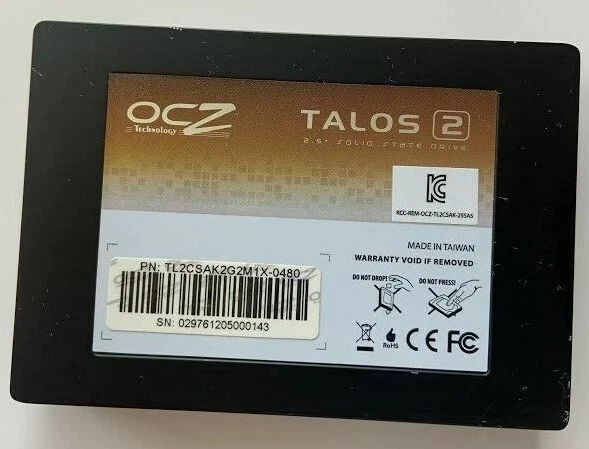 OCZ
Technology
TALOS 2
2.5" SOLID STATE DRIVE
KCC-REM-OCZ-TL2CSAK-25SAS
MADE IN TAIWAN
WARRANTY VOID IF REMOVED
DO NOT DROP!
DO NOT PRESS!
PN: TL2CSAK2G2M1X-0480
SN: 029761205000143
RoHS
CE FC